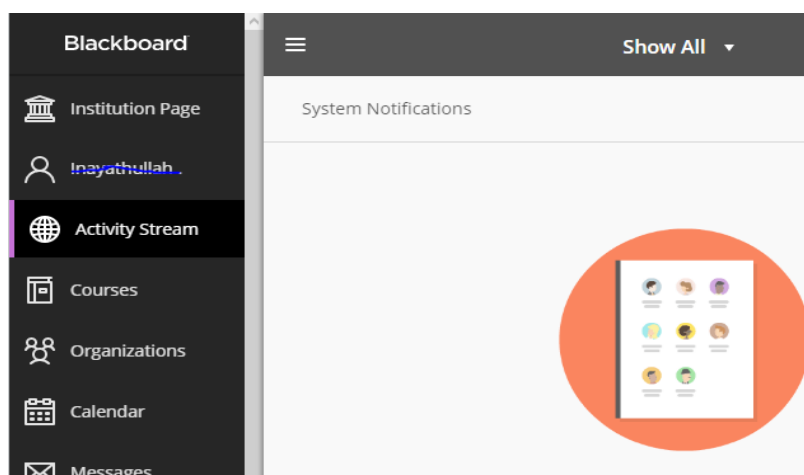 Blackboard
Show All
Institution Page
System Notifications
Inayathullah .
Activity Stream
Courses
Organizations
Calendar
Messages